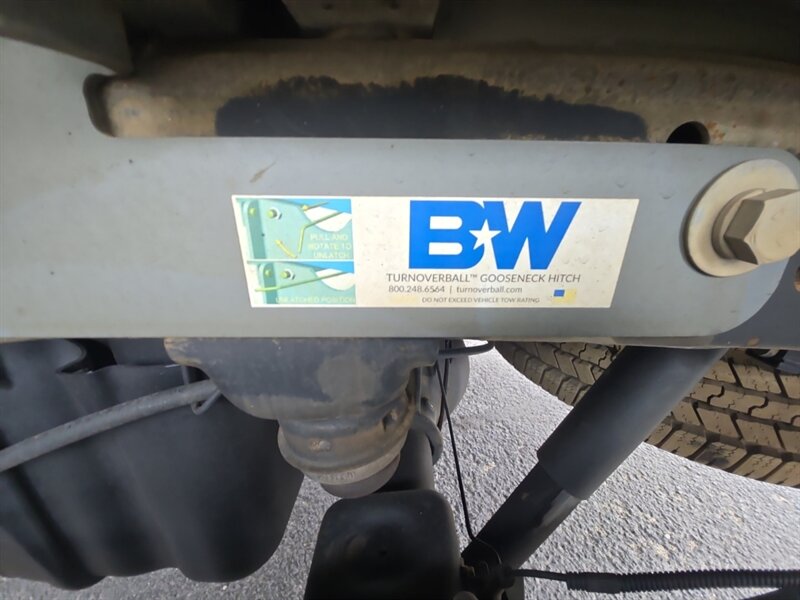 PULL AND
ROTATE TO
UNLATCH
UNLATCHED POSITION
B&W
TURNOVERBALL™ GOOSENECK HITCH
800.248.6564 | turnoverball.com
DO NOT EXCEED VEHICLE TOW RATING